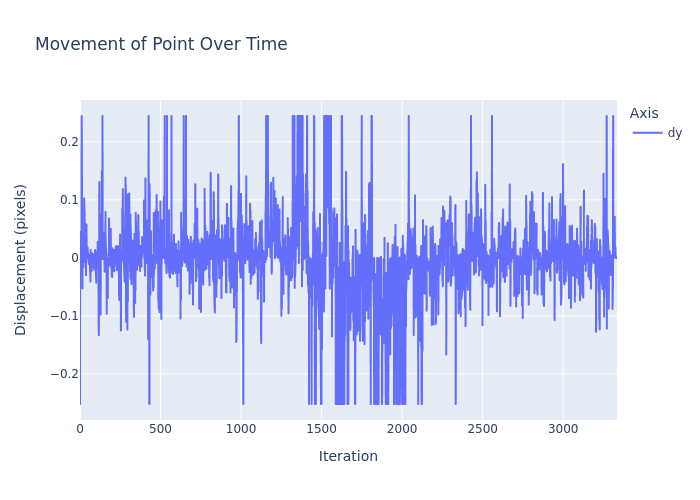 Movement of Point Over Time
Axis
dy
Displacement (pixels)
0.2
0.1
0
−0.1
−0.2
0
500
1000
1500
2000
2500
3000
Iteration